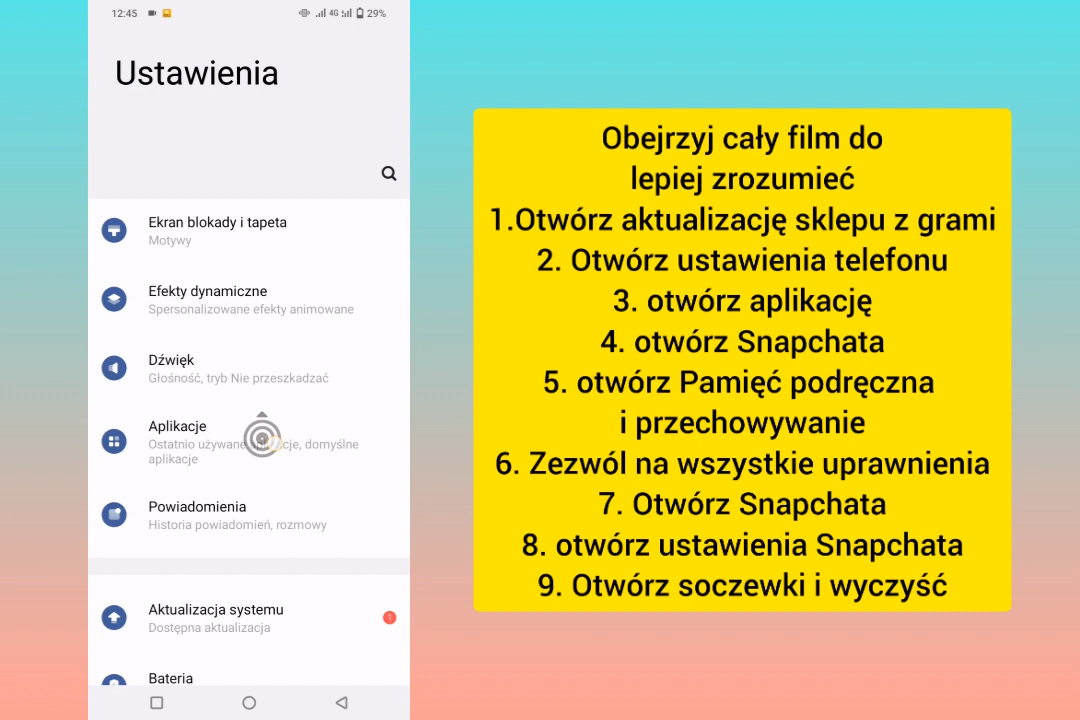 12:45
4G
29%
Ustawienia
Ekran blokady i tapeta
Motywy
Efekty dynamiczne
Spersonalizowane efekty animowane
Dźwięk
Głośność, tryb Nie przeszkadzać
Aplikacje
Ostatnio używane aplikacje, domyślne
aplikacje
Powiadomienia
Historia powiadomień, rozmowy
Aktualizacja systemu
Dostępna aktualizacja
1
Bateria
Obejrzyj cały film do
lepiej zrozumieć
1.Otwórz aktualizację sklepu z grami
2. Otwórz ustawienia telefonu
3. otwórz aplikację
4. otwórz Snapchata
5. otwórz Pamięć podręczna
i przechowywanie
6. Zezwól na wszystkie uprawnienia
7. Otwórz Snapchata
8. otwórz ustawienia Snapchata
9. Otwórz soczewki i wyczyść